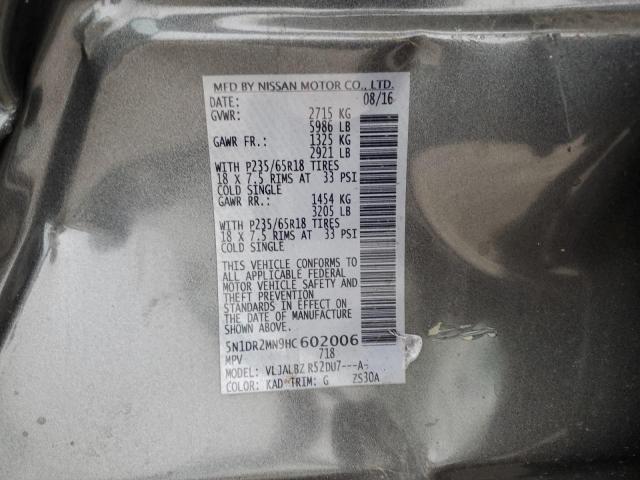 MFD BY NISSAN MOTOR CO., LTD.
DATE: 08/16
GVWR: 2715 KG
5986 LB
GAWR FR.: 1325 KG
2921 LB
WITH P235/65R18 TIRES
18 X 7.5 RIMS AT 33 PSI
COLD SINGLE
GAWR RR.: 1454 KG
3205 LB
WITH P235/65R18 TIRES
18 X 7.5 RIMS AT 33 PSI
COLD SINGLE
THIS VEHICLE CONFORMS TO
ALL APPLICABLE FEDERAL
MOTOR VEHICLE SAFETY AND
THEFT PREVENTION
STANDARDS IN EFFECT ON
THE DATE OF MANUFACTURE
SHOWN ABOVE.
5N1DR2MN9HC602006
MPV 718
MODEL: VLJALBZ R52DU7---A-
COLOR: KAD TRIM: G ZS30A